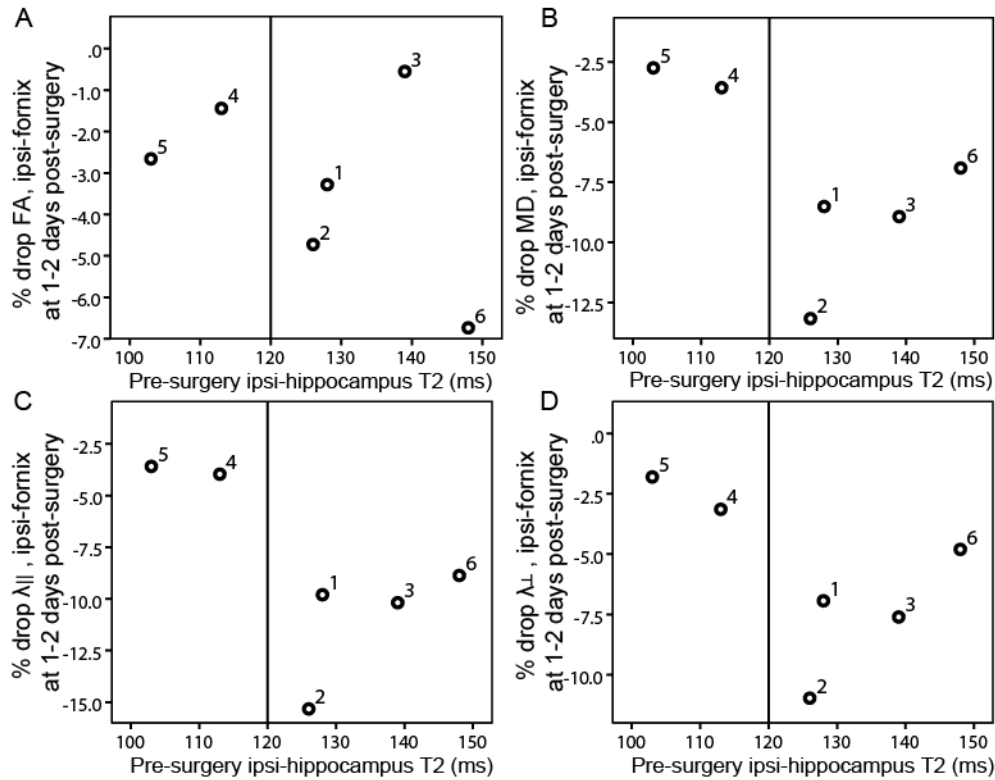 A
% drop FA, ipsi-fornix
at 1-2 days post-surgery
.0
-1.0
-2.0
-3.0
-4.0
-5.0
-6.0
-7.0
3
4
5
1
2
6
100 110 120 130 140 150
Pre-surgery ipsi-hippocampus T2 (ms)
B
% drop MD, ipsi-fornix
at 1-2 days post-surgery
-2.5
-5.0
-7.5
-10.0
-12.5
5
4
6
1
3
2
100 110 120 130 140 150
Pre-surgery ipsi-hippocampus T2 (ms)
C
% drop λ||, ipsi-fornix
at 1-2 days post-surgery
-2.5
-5.0
-7.5
-10.0
-12.5
-15.0
5
4
6
1
3
2
100 110 120 130 140 150
Pre-surgery ipsi-hippocampus T2 (ms)
D
% drop λ⊥, ipsi-fornix
at 1-2 days post-surgery
.0
-2.5
-5.0
-7.5
-10.0
5
4
6
1
3
2
100 110 120 130 140 150
Pre-surgery ipsi-hippocampus T2 (ms)